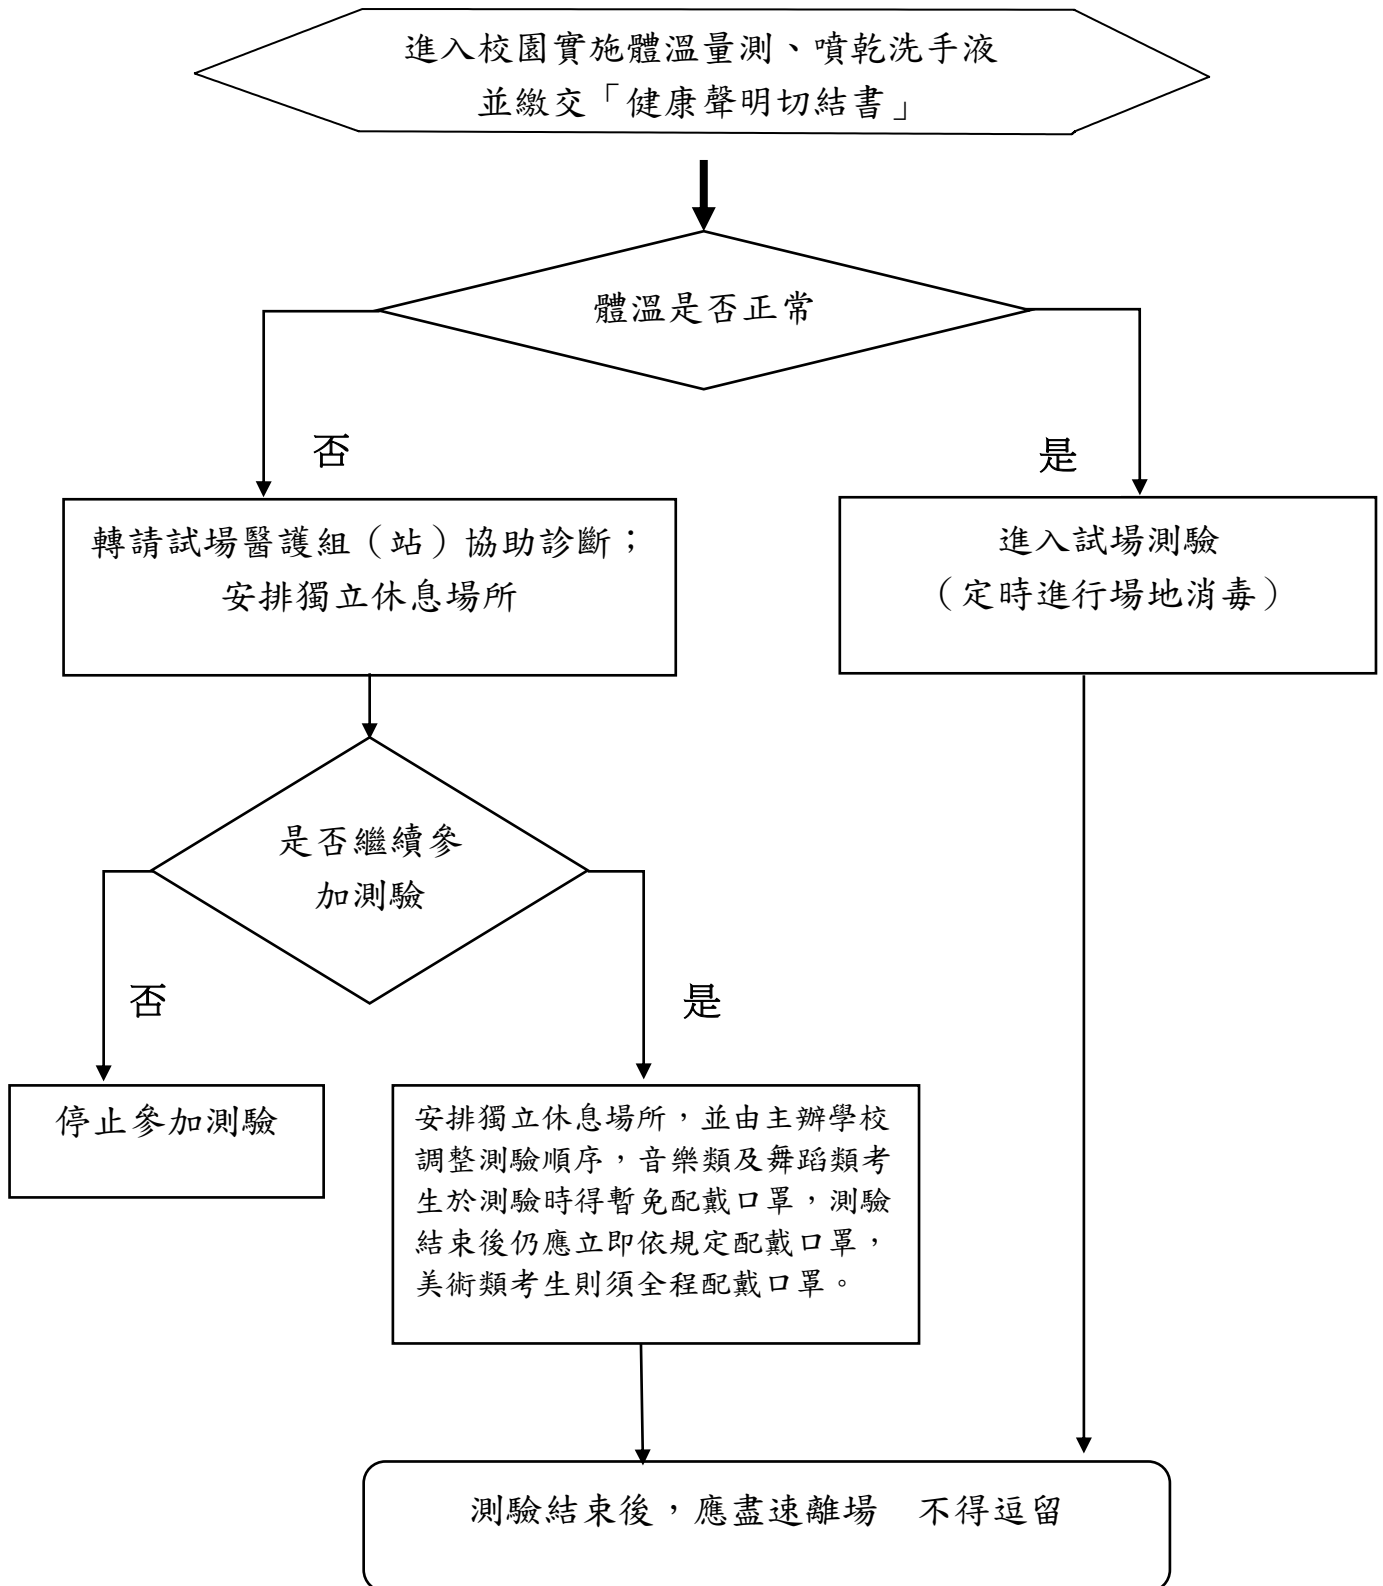 進入校園實施體溫量測、噴乾洗手液
並繳交「健康聲明切結書」
體溫是否正常
否
是
轉請試場醫護組（站）協助診斷；
安排獨立休息場所
進入試場測驗
（定時進行場地消毒）
是否繼續參
加測驗
否
是
停止參加測驗
安排獨立休息場所，並由主辦學校
調整測驗順序，音樂類及舞蹈類考
生於測驗時得暫免配戴口罩，測驗
結束後仍應立即依規定配戴口罩，
美術類考生則須全程配戴口罩。
測驗結束後，應盡速離場　不得逗留